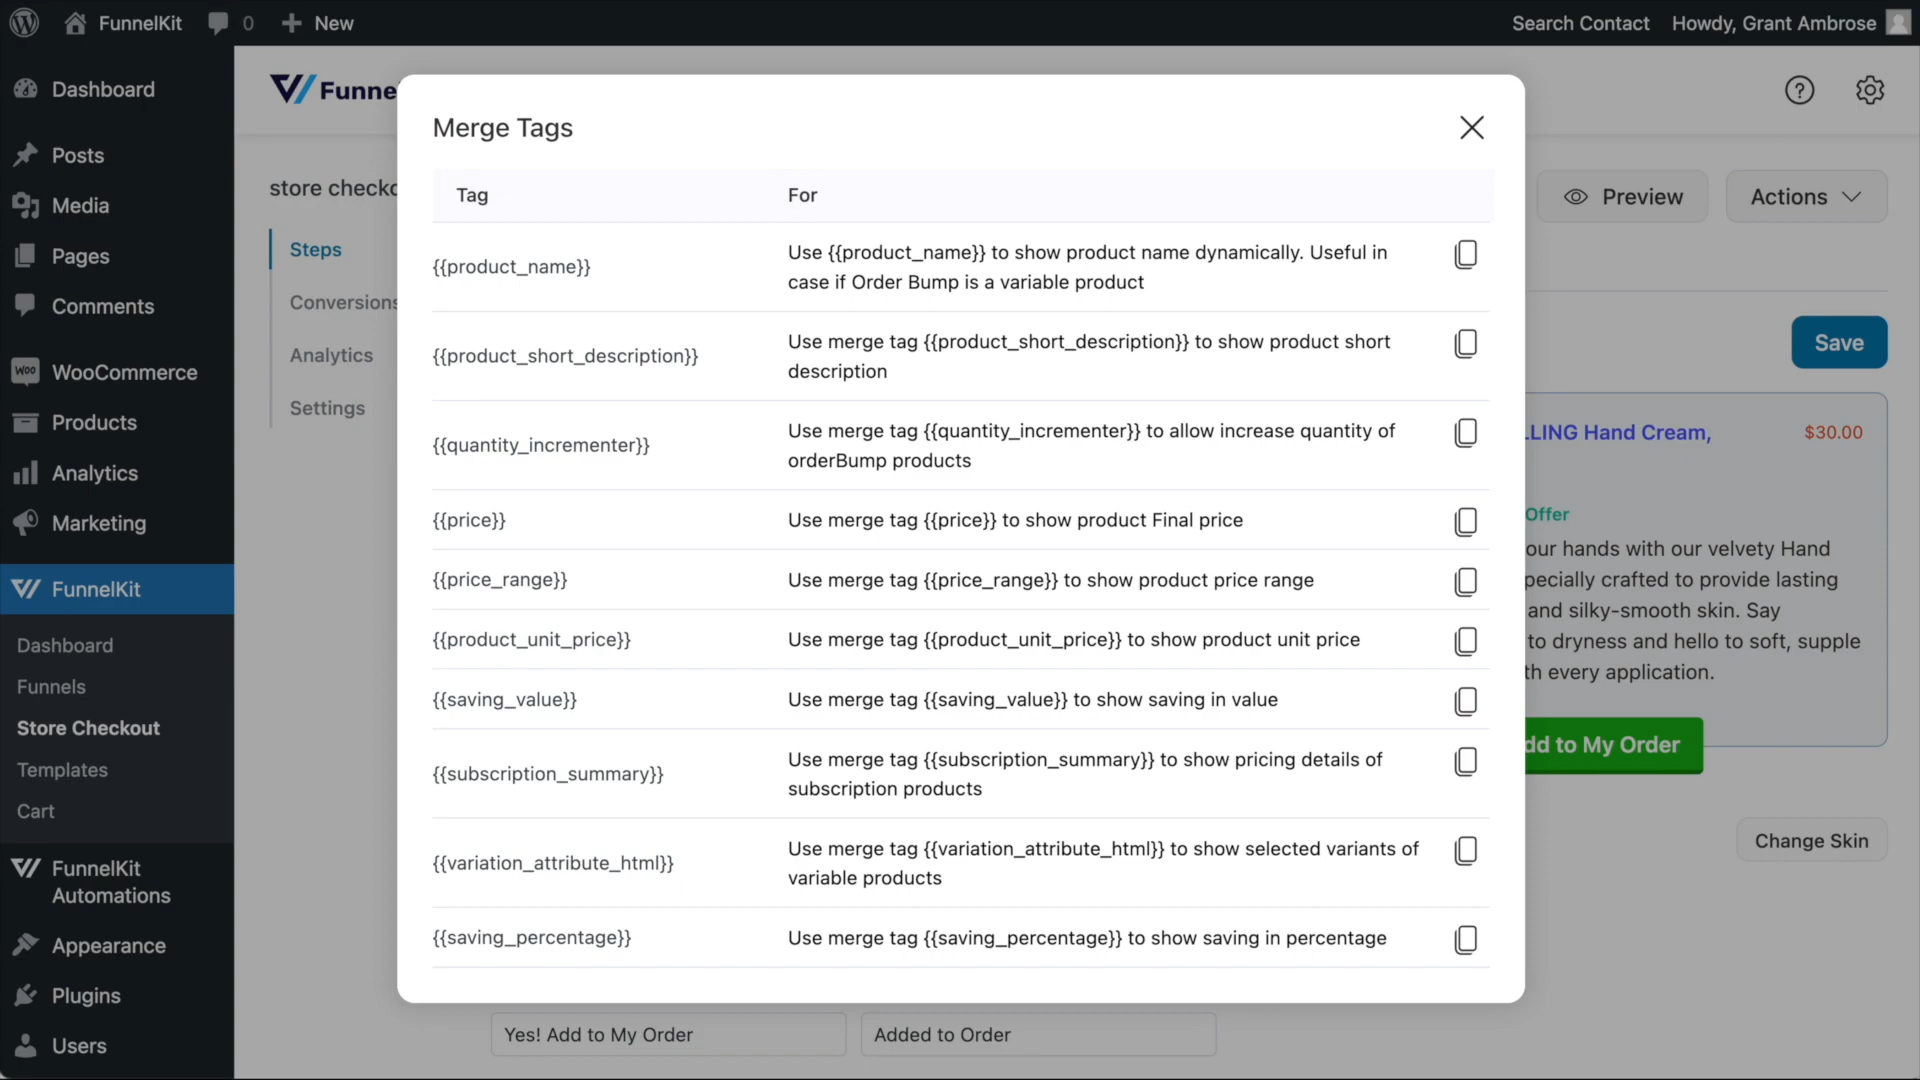 FunnelKit
0
New
Search Contact
Howdy, Grant Ambrose
Dashboard
Posts
Media
Pages
Comments
WooCommerce
Products
Analytics
Marketing
FunnelKit
Dashboard
Funnels
Store Checkout
Templates
Cart
FunnelKit
Automations
Appearance
Plugins
Users
Funne
store checko
Steps
Conversions
Analytics
Settings
Merge Tags
Tag For
{{product_name}}
Use {{product_name}} to show product name dynamically. Useful in
case if Order Bump is a variable product
{{product_short_description}}
Use merge tag {{product_short_description}} to show product short
description
{{quantity_incrementer}}
Use merge tag {{quantity_incrementer}} to allow increase quantity of
orderBump products
{{price}}
Use merge tag {{price}} to show product Final price
{{price_range}}
Use merge tag {{price_range}} to show product price range
{{product_unit_price}}
Use merge tag {{product_unit_price}} to show product unit price
{{saving_value}}
Use merge tag {{saving_value}} to show saving in value
{{subscription_summary}}
Use merge tag {{subscription_summary}} to show pricing details of
subscription products
{{variation_attribute_html}}
Use merge tag {{variation_attribute_html}} to show selected variants of
variable products
{{saving_percentage}}
Use merge tag {{saving_percentage}} to show saving in percentage
Preview
Actions
Save
LLING Hand Cream,
$30.00
Offer
our hands with our velvety Hand
pecially crafted to provide lasting
and silky-smooth skin. Say
to dryness and hello to soft, supple
th every application.
dd to My Order
Change Skin
Yes! Add to My Order
Added to Order